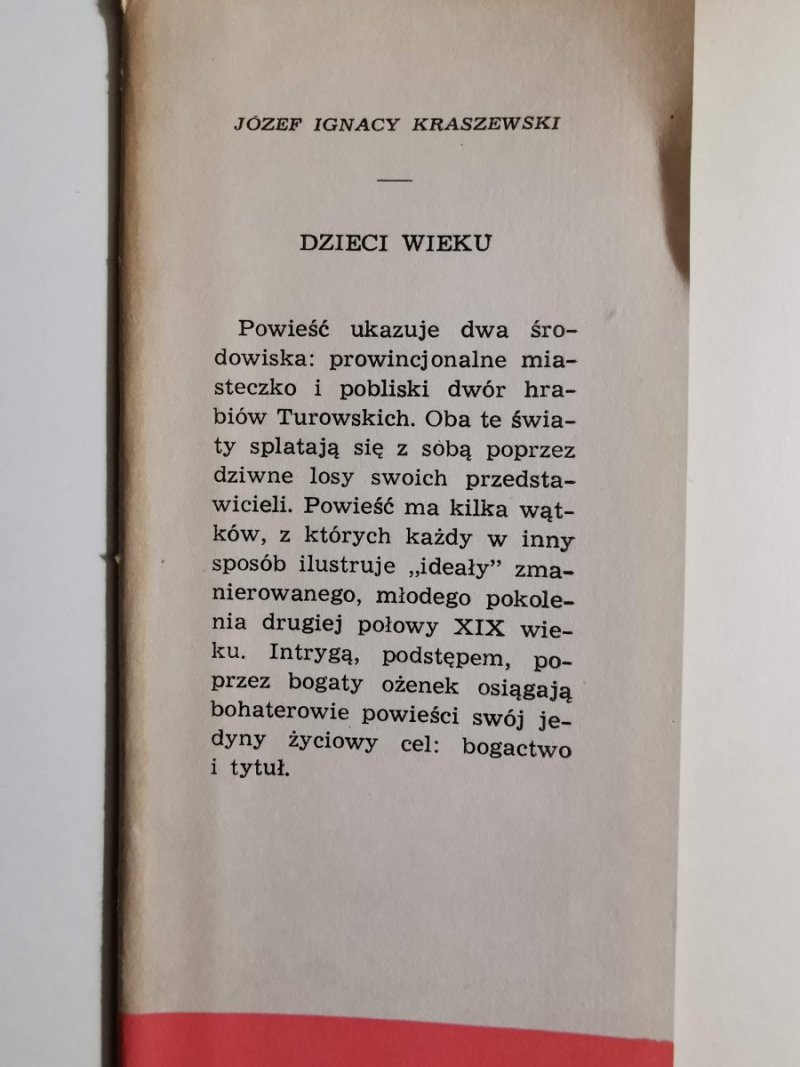 JÓZEF IGNACY KRASZEWSKI
DZIECI WIEKU
Powieść ukazuje dwa śro-
dowiska: prowincjonalne mia-
steczko i pobliski dwór hra-
biów Turowskich. Oba te świa-
ty splatają się z sobą poprzez
dziwne losy swoich przedsta-
wicieli. Powieść ma kilka wąt-
ków, z których każdy w inny
sposób ilustruje „ideały” zma-
nierowanego, młodego pokole-
nia drugiej połowy XIX wie-
ku. Intrygą, podstępem, po-
przez bogaty ożenek osiągają
bohaterowie powieści swój je-
dyny życiowy cel: bogactwo
i tytuł.